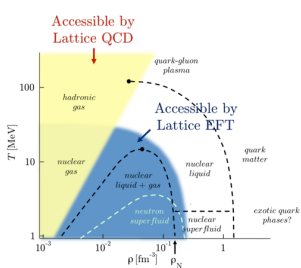 Accessible by
Lattice QCD
quark-gluon
plasma
100
hadronic
gas
Accessible by
Lattice EFT
T [MeV]
10
nuclear
gas
nuclear
liquid + gas
nuclear
liquid
quark
matter
neutron
superfluid
nuclear
superfluid
exotic quark
phases?
1
10⁻³
10⁻²
10⁻¹
1
ρ [fm⁻³]
ρN